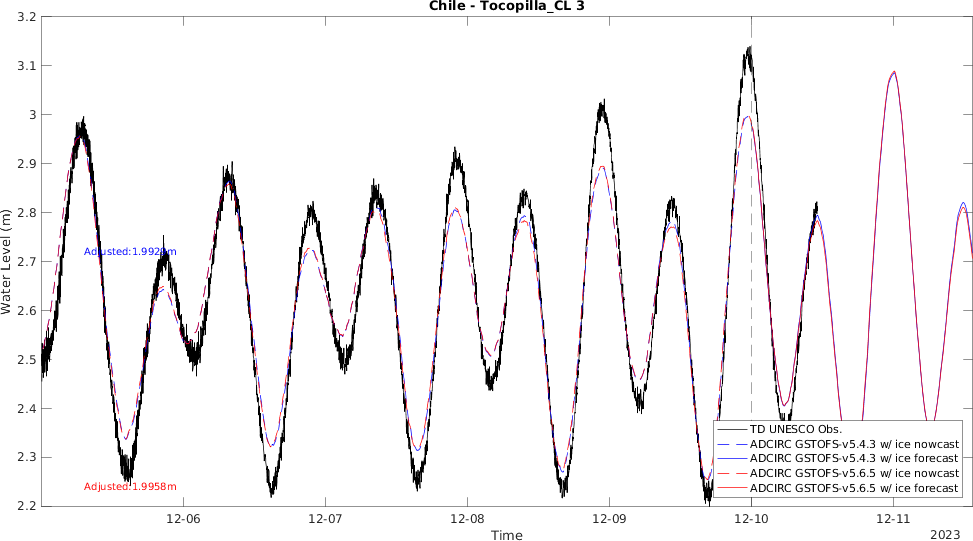 Chile - Tocopilla_CL 3
3.2
3.1
3
2.9
2.8
2.7
2.6
2.5
2.4
2.3
2.2
Water Level (m)
Adjusted:1.9920m
Adjusted:1.9958m
TD UNESCO Obs.
ADCIRC GSTOFS-v5.4.3 w/ ice nowcast
ADCIRC GSTOFS-v5.4.3 w/ ice forecast
ADCIRC GSTOFS-v5.6.5 w/ ice nowcast
ADCIRC GSTOFS-v5.6.5 w/ ice forecast
12-06 12-07 12-08 12-09 12-10 12-11
Time
2023